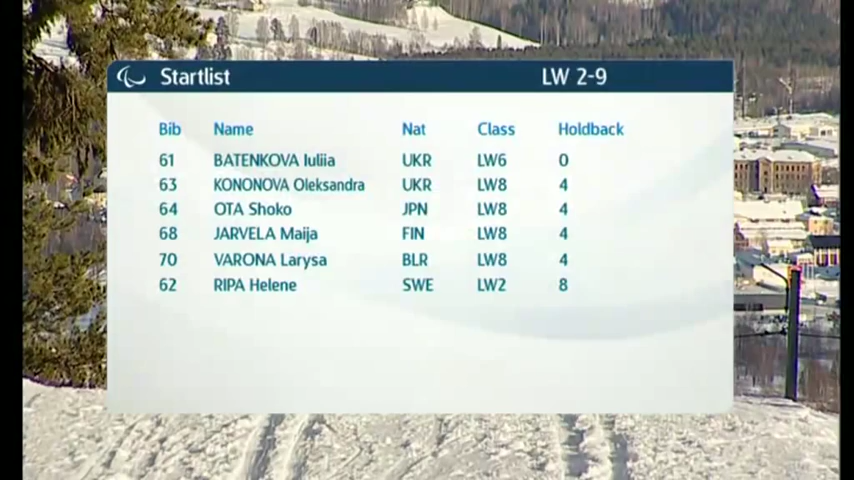 Startlist LW 2-9
Bib Name Nat Class Holdback
61 BATENKOVA Iuliia UKR LW6 0
63 KONONOVA Oleksandra UKR LW8 4
64 OTA Shoko JPN LW8 4
68 JARVELA Maija FIN LW8 4
70 VARONA Larysa BLR LW8 4
62 RIPA Helene SWE LW2 8